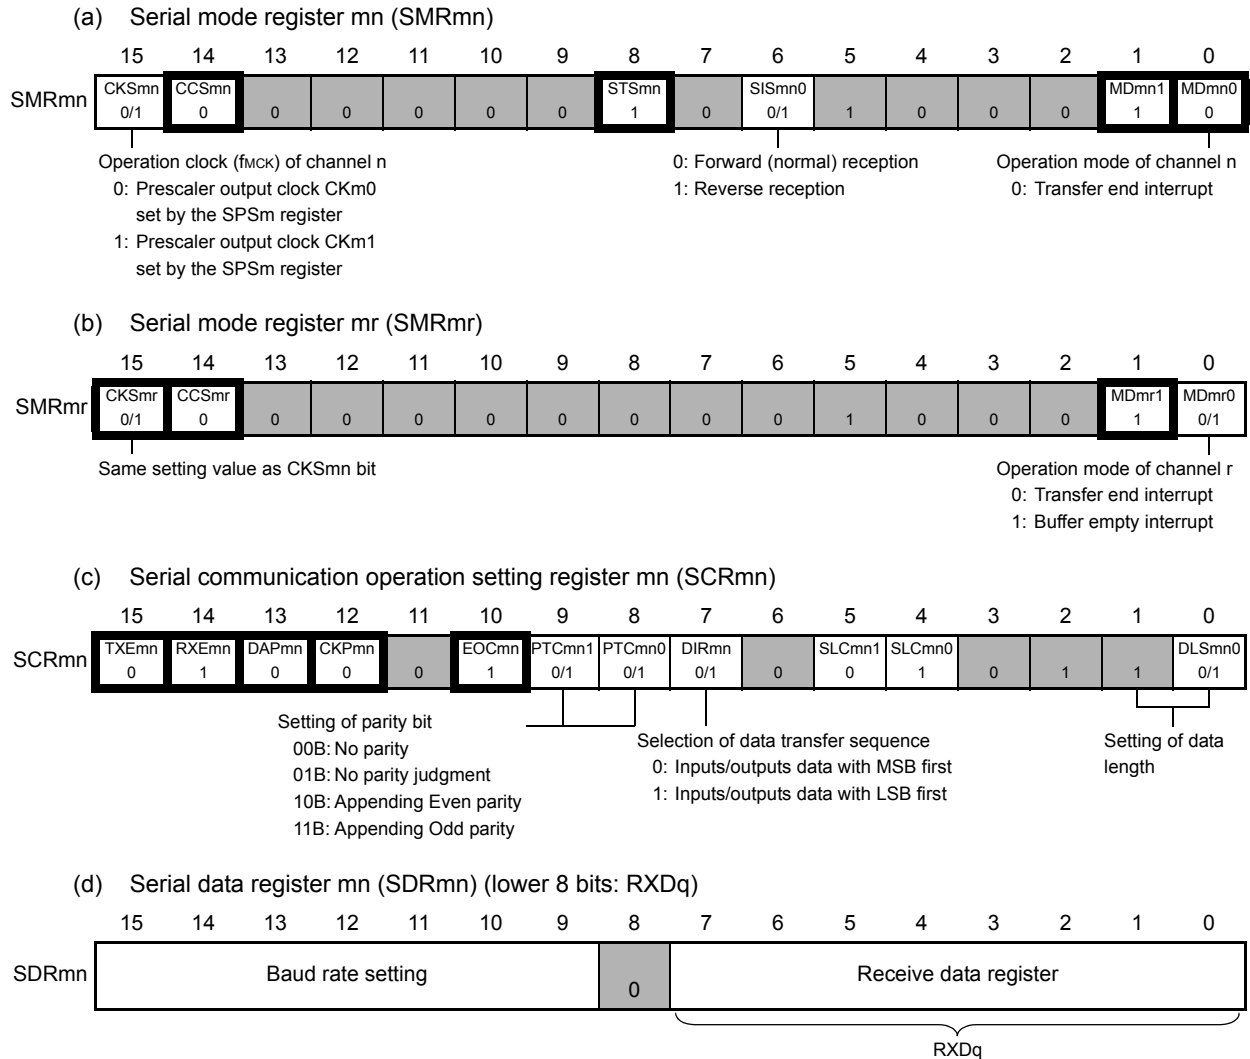 (a) Serial mode register mn (SMRmn)
15 14 13 12 11 10 9 8 7 6 5 4 3 2 1 0
SMRmn CKSmn CCSmn STSmn SISmn0 MDmn1 MDmn0
0/1 0 0 0 0 0 0 1 0 0/1 1 0 0 0 1 0
Operation clock (fMCK) of channel n
0: Prescaler output clock CKm0
set by the SPSm register
1: Prescaler output clock CKm1
set by the SPSm register
0: Forward (normal) reception
1: Reverse reception
Operation mode of channel n
0: Transfer end interrupt
(b) Serial mode register mr (SMRmr)
15 14 13 12 11 10 9 8 7 6 5 4 3 2 1 0
SMRmr CKSmr CCSmr MDmr1 MDmr0
0/1 0 0 0 0 0 0 0 0 0 1 0 0 0 1 0/1
Same setting value as CKSmn bit
Operation mode of channel r
0: Transfer end interrupt
1: Buffer empty interrupt
(c) Serial communication operation setting register mn (SCRmn)
15 14 13 12 11 10 9 8 7 6 5 4 3 2 1 0
SCRmn TXEmn RXEmn DAPmn CKPmn EOCmn PTCmn1 PTCmn0 DIRmn SLCmn1 SLCmn0 DLSmn0
0 1 0 0 0 1 0/1 0/1 0/1 0 0 1 0 1 1 0/1
Setting of parity bit
00B: No parity
01B: No parity judgment
10B: Appending Even parity
11B: Appending Odd parity
Selection of data transfer sequence
0: Inputs/outputs data with MSB first
1: Inputs/outputs data with LSB first
Setting of data
length
(d) Serial data register mn (SDRmn) (lower 8 bits: RXDq)
15 14 13 12 11 10 9 8 7 6 5 4 3 2 1 0
SDRmn Baud rate setting 0 Receive data register
RXDq